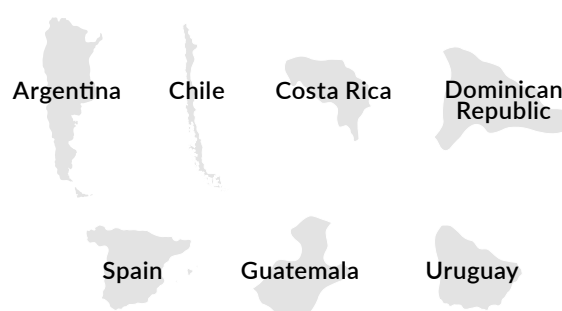 Argentina
Chile
Costa Rica
Dominican
Republic
Spain
Guatemala
Uruguay